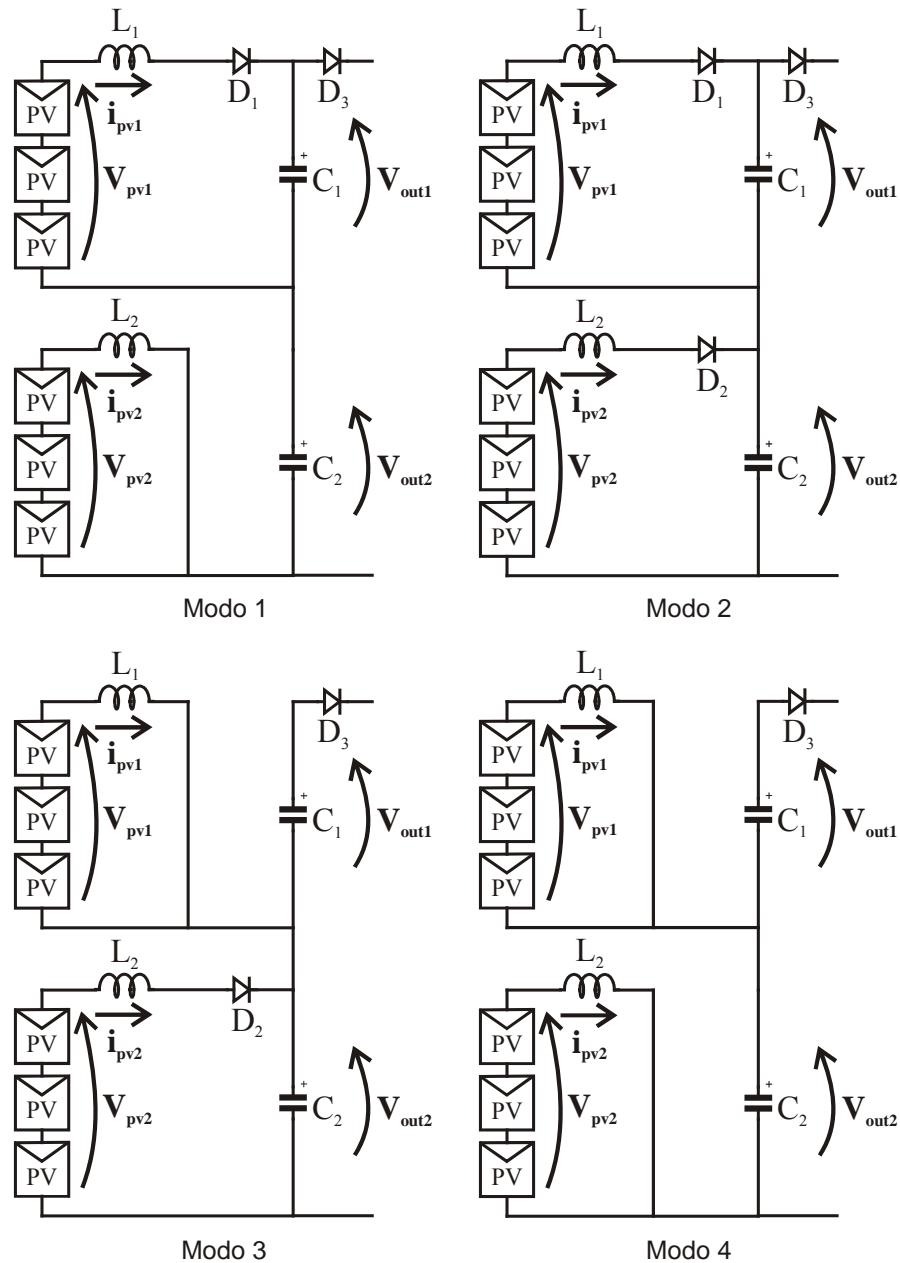 L1
PV
PV
PV
Vpv1
ipv1
D1
D3
+
C1
Vout1
L2
PV
PV
PV
Vpv2
ipv2
+
C2
Vout2
Modo 1
L1
PV
PV
PV
Vpv1
ipv1
D1
D3
+
C1
Vout1
L2
PV
PV
PV
Vpv2
ipv2
D2
+
C2
Vout2
Modo 2
L1
PV
PV
PV
Vpv1
ipv1
D3
+
C1
Vout1
L2
PV
PV
PV
Vpv2
ipv2
D2
+
C2
Vout2
Modo 3
L1
PV
PV
PV
Vpv1
ipv1
D3
+
C1
Vout1
L2
PV
PV
PV
Vpv2
ipv2
+
C2
Vout2
Modo 4